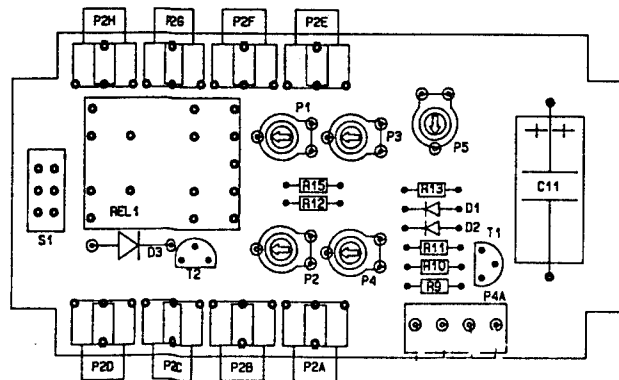 P2H P2G P2F P2E
P1
P3
P5
R15
R12
R13
C11
D1
D2
REL1
S1
D3
T2
T1
R11
R10
R9
P2
P4
P4A
P2D P2C P2B P2A